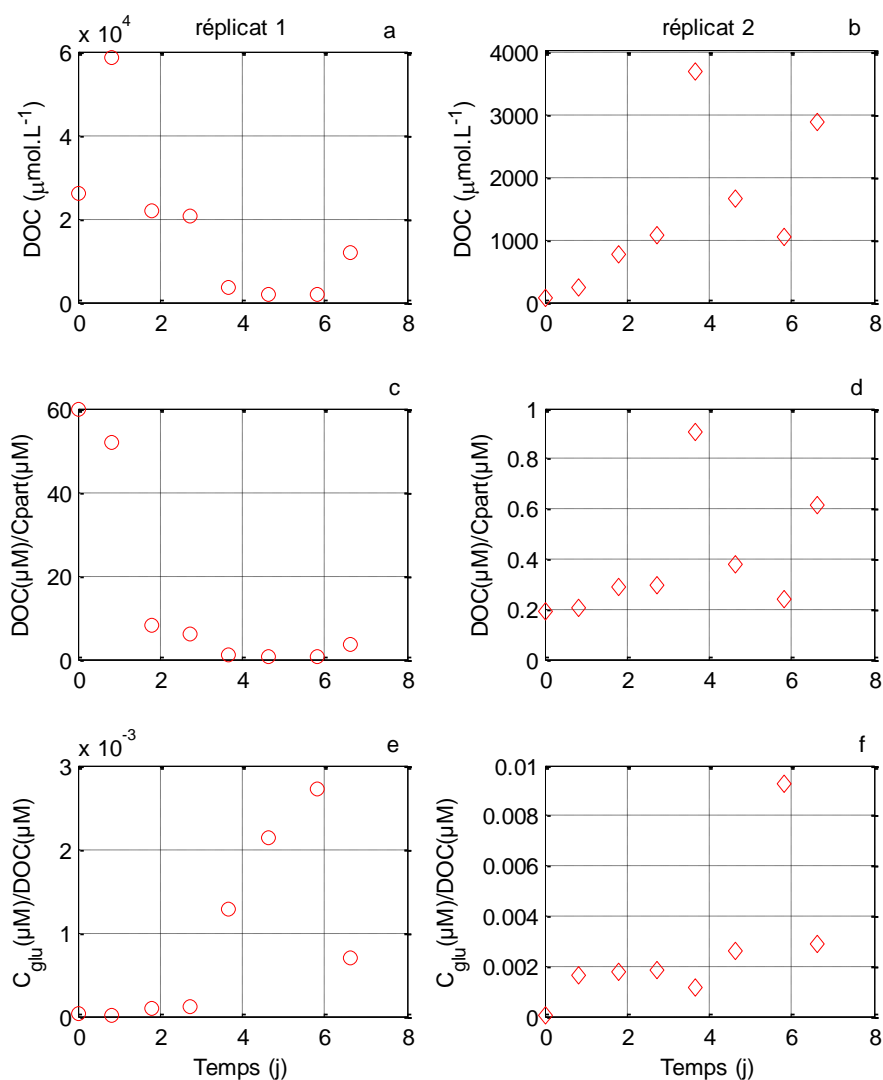 réplicat 1
réplicat 2
x 10^4
a
b
DOC (μmol.L^-1)
6
4
2
0
0 2 4 6 8
DOC (μmol.L^-1)
4000
3000
2000
1000
0
0 2 4 6 8
c
d
DOC(μM)/Cpart(μM)
60
40
20
0
0 2 4 6 8
DOC(μM)/Cpart(μM)
1
0.8
0.6
0.4
0.2
0
0 2 4 6 8
x 10^-3
e
f
C_glu(μM)/DOC(μM)
3
2
1
0
0 2 4 6 8
Temps (j)
C_glu(μM)/DOC(μM)
0.01
0.008
0.006
0.004
0.002
0
0 2 4 6 8
Temps (j)